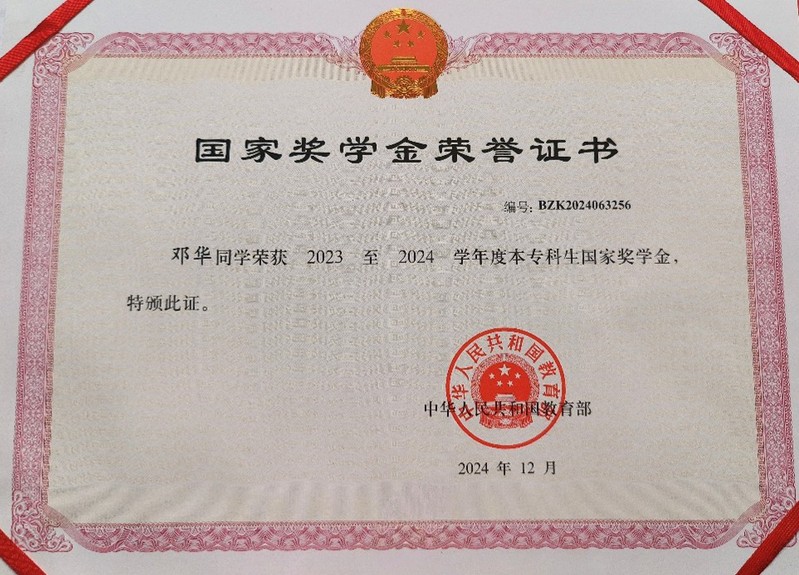 国家奖学金荣誉证书
编号：BZK2024063256
邓华同学荣获 2023 至 2024 学年度本专科生国家奖学金，
特颁此证。
中华人民共和国教育部
中华人民共和国教育部
2024 年 12 月